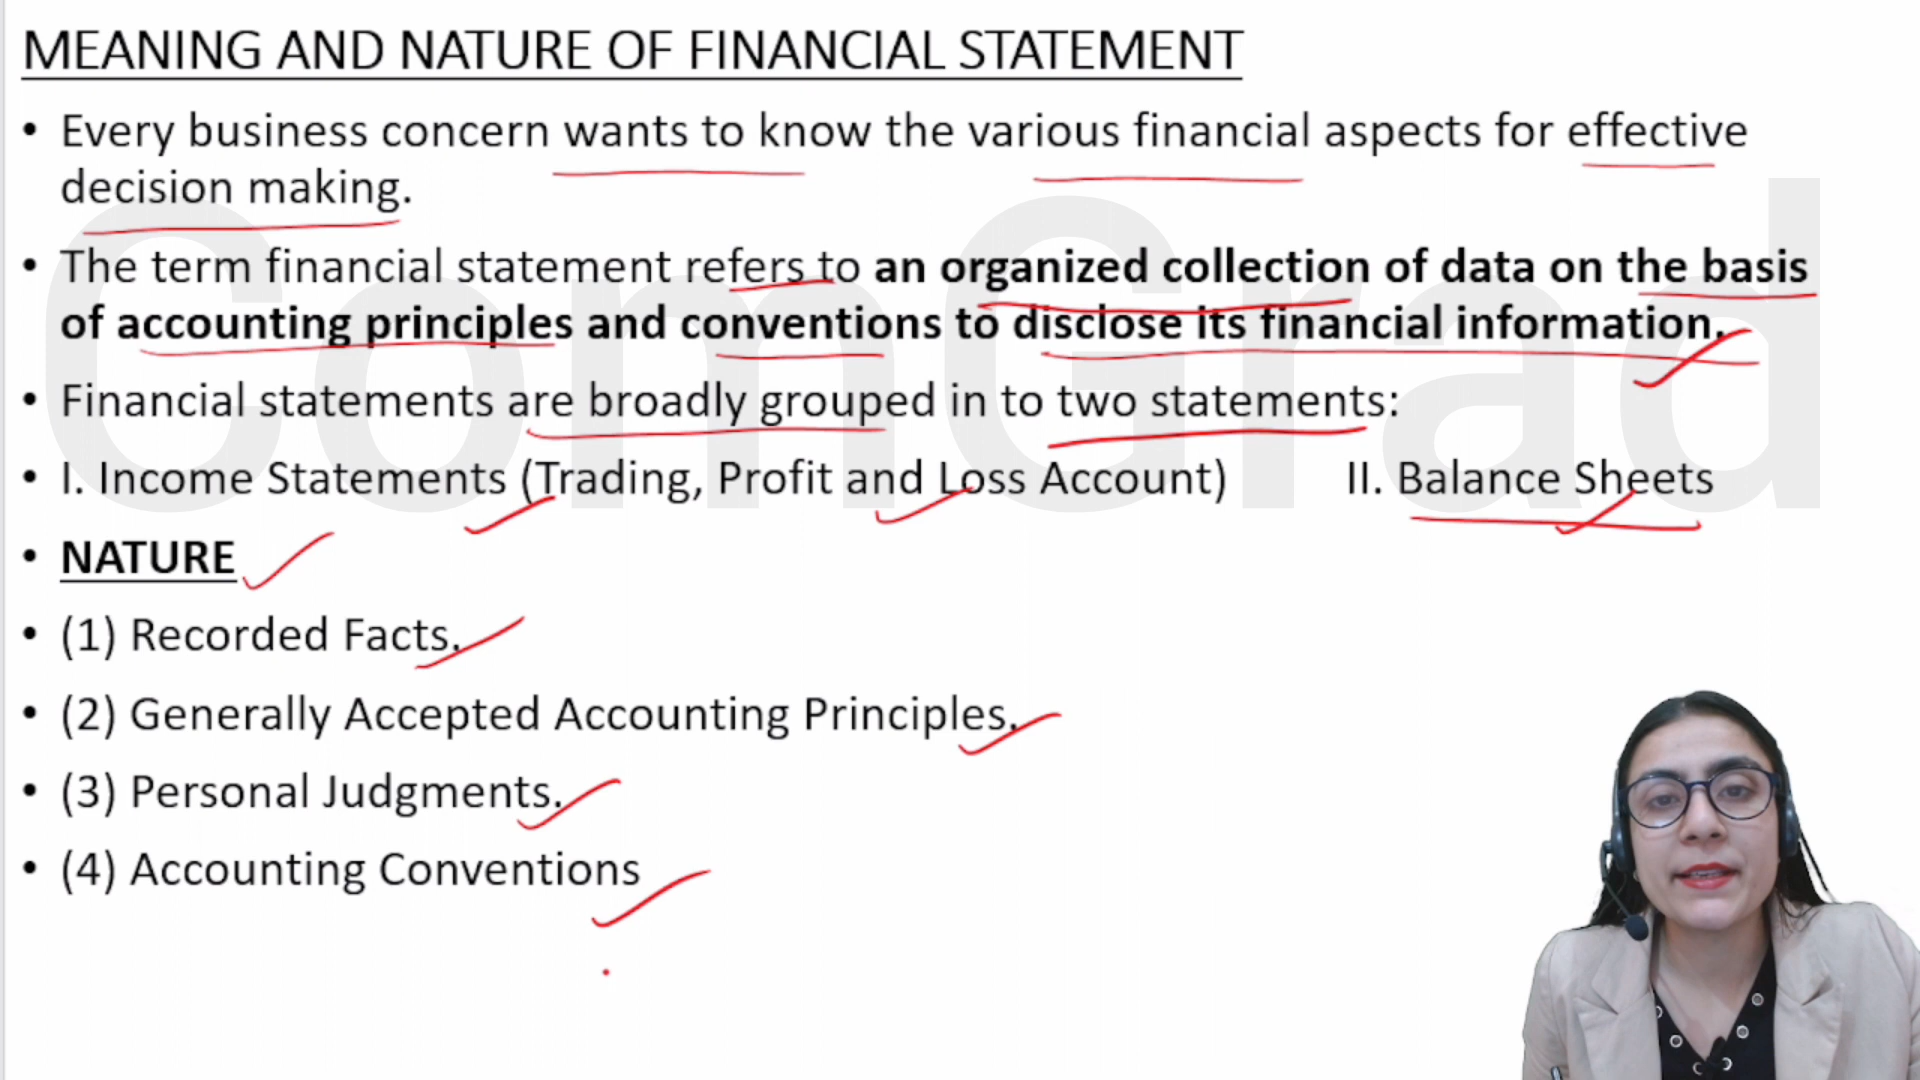 MEANING AND NATURE OF FINANCIAL STATEMENT
• Every business concern wants to know the various financial aspects for effective
decision making.
• The term financial statement refers to an organized collection of data on the basis
of accounting principles and conventions to disclose its financial information.
• Financial statements are broadly grouped in to two statements:
• I. Income Statements (Trading, Profit and Loss Account) II. Balance Sheets
• NATURE
• (1) Recorded Facts.
• (2) Generally Accepted Accounting Principles.
• (3) Personal Judgments.
• (4) Accounting Conventions
ComGrad